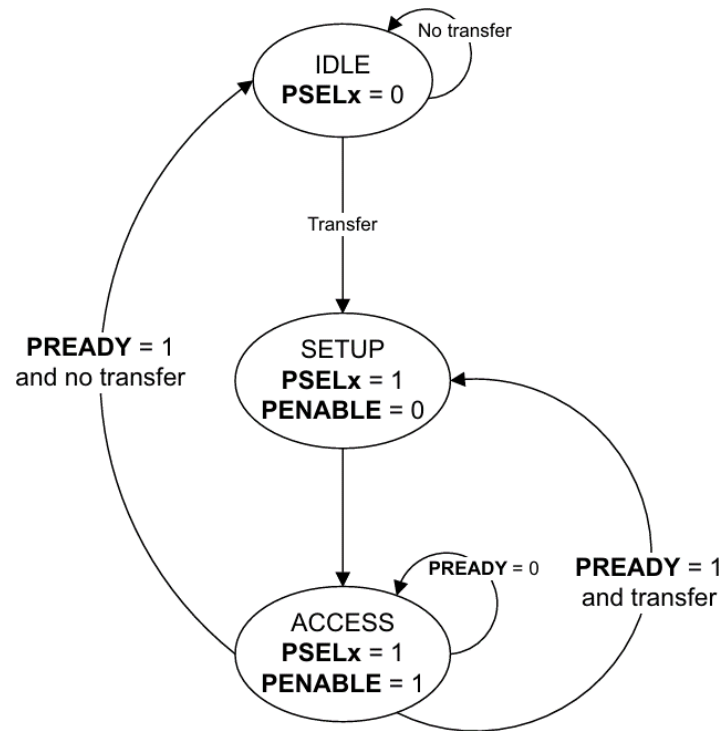 No transfer
IDLE
PSELx = 0
Transfer
SETUP
PSELx = 1
PENABLE = 0
PREADY = 1
and no transfer
PREADY = 0
PREADY = 1
and transfer
ACCESS
PSELx = 1
PENABLE = 1